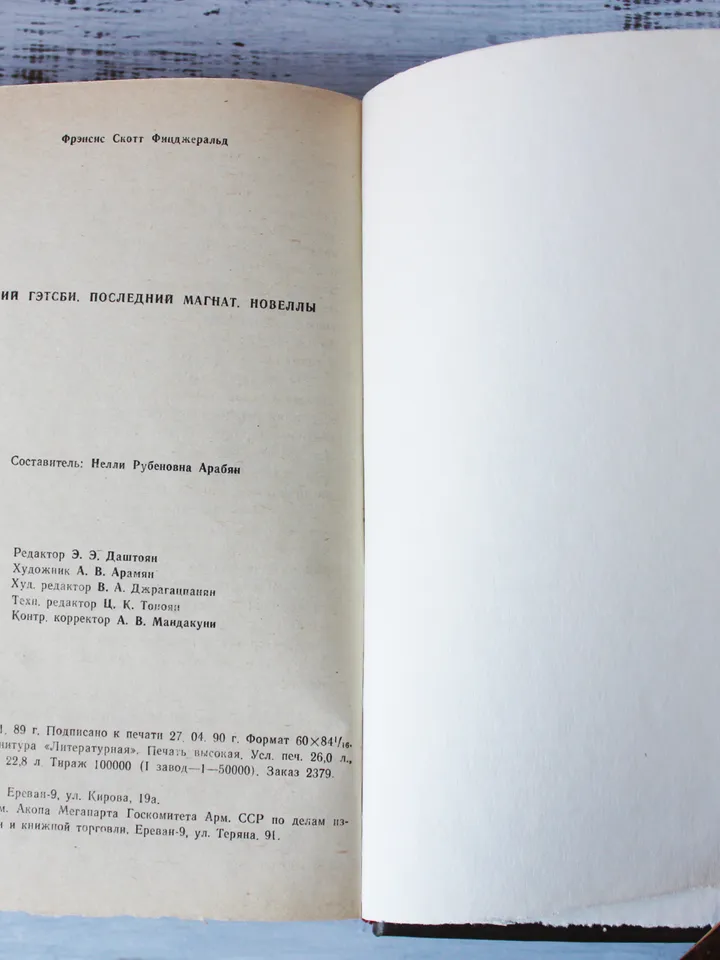 Фрэнсис Скотт Фицджеральд
ИЙ ГЭТСБИ. ПОСЛЕДНИЙ МАГНАТ. НОВЕЛЛЫ
Составитель: Нелли Рубеновна Арабян
Редактор Э. Э. Даштоян
Художник А. В. Арамян
Худ. редактор В. А. Джрагацпанян
Техн. редактор Ц. К. Тоноян
Контр. корректор А. В. Мандакуни
1. 89 г. Подписано к печати 27. 04. 90 г. Формат 60×84¹/₁₆.
нитура «Литературная». Печать высокая. Усл. печ. 26,0 л.,
22,8 л. Тираж 100000 (I завод—1—50000). Заказ 2379.
Ереван-9, ул. Кирова, 19а.
м. Акопа Мегапарта Госкомитета Арм. ССР по делам из-
и и книжной торговли, Ереван-9, ул. Теряна, 91.